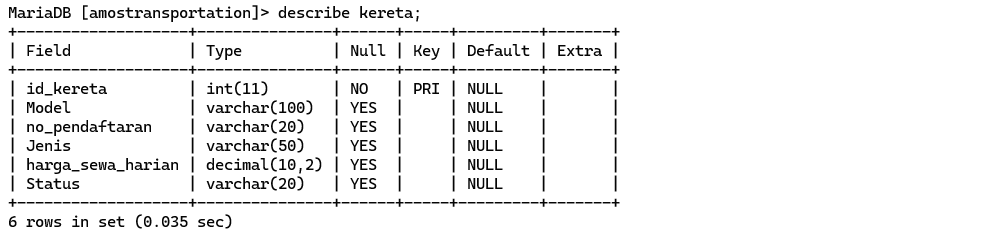 MariaDB [amostransportation]> describe kereta;
+-------------------+---------------+------+-----+---------+-------+
| Field             | Type          | Null | Key | Default | Extra |
+-------------------+---------------+------+-----+---------+-------+
| id_kereta         | int(11)       | NO   | PRI | NULL    |       |
| Model             | varchar(100)  | YES  |     | NULL    |       |
| no_pendaftaran    | varchar(20)   | YES  |     | NULL    |       |
| Jenis             | varchar(50)   | YES  |     | NULL    |       |
| harga_sewa_harian | decimal(10,2) | YES  |     | NULL    |       |
| Status            | varchar(20)   | YES  |     | NULL    |       |
+-------------------+---------------+------+-----+---------+-------+
6 rows in set (0.035 sec)